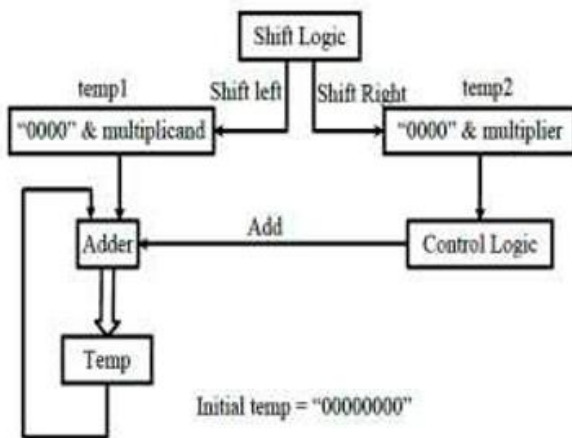 Shift Logic
temp1
Shift left
Shift Right
temp2
“0000” & multiplicand
“0000” & multiplier
Adder
Add
Control Logic
Temp
Initial temp = “00000000”